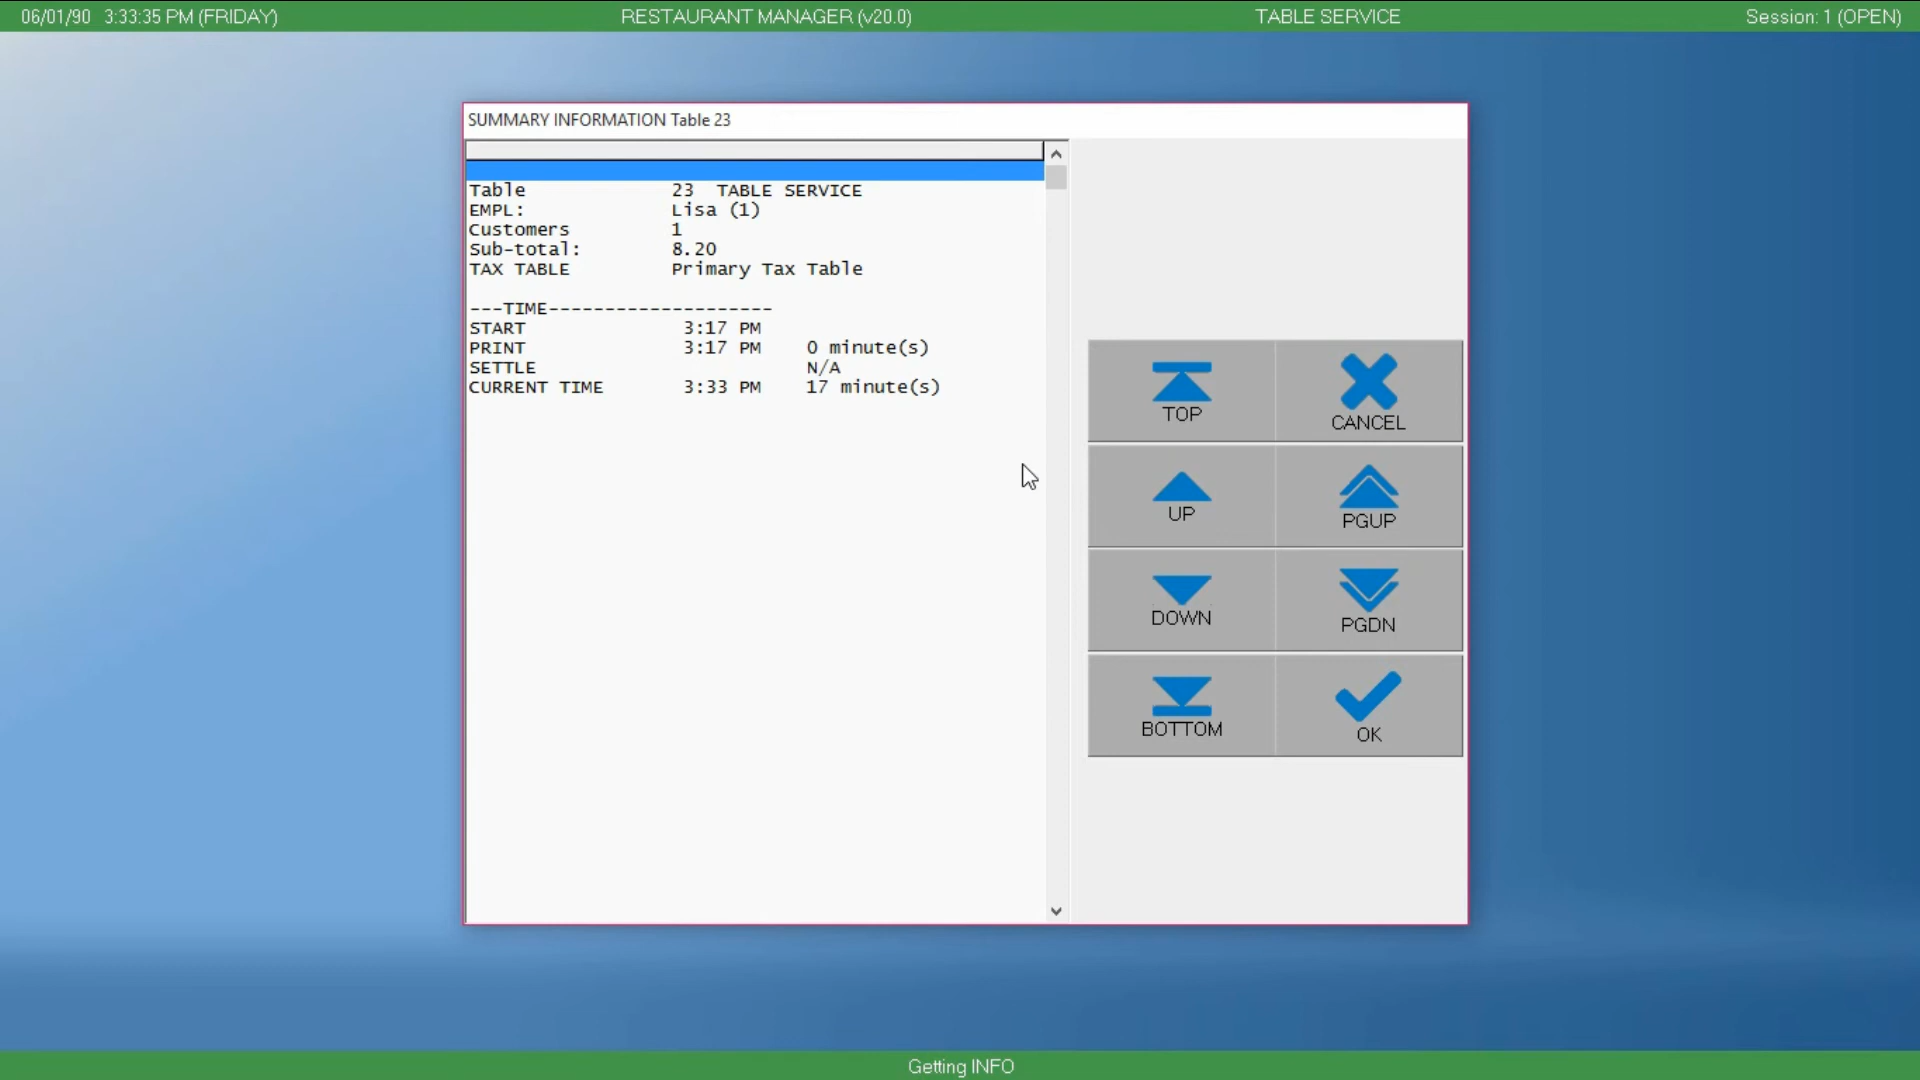 06/01/90 3:33:35 PM (FRIDAY) RESTAURANT MANAGER (v20.0) TABLE SERVICE Session: 1 (OPEN)
SUMMARY INFORMATION Table 23
Table 23 TABLE SERVICE
EMPL: Lisa (1)
Customers 1
Sub-total: 8.20
TAX TABLE Primary Tax Table
---TIME--------------------
START 3:17 PM
PRINT 3:17 PM 0 minute(s)
SETTLE N/A
CURRENT TIME 3:33 PM 17 minute(s)
TOP CANCEL
UP PGUP
DOWN PGDN
BOTTOM OK
Getting INFO